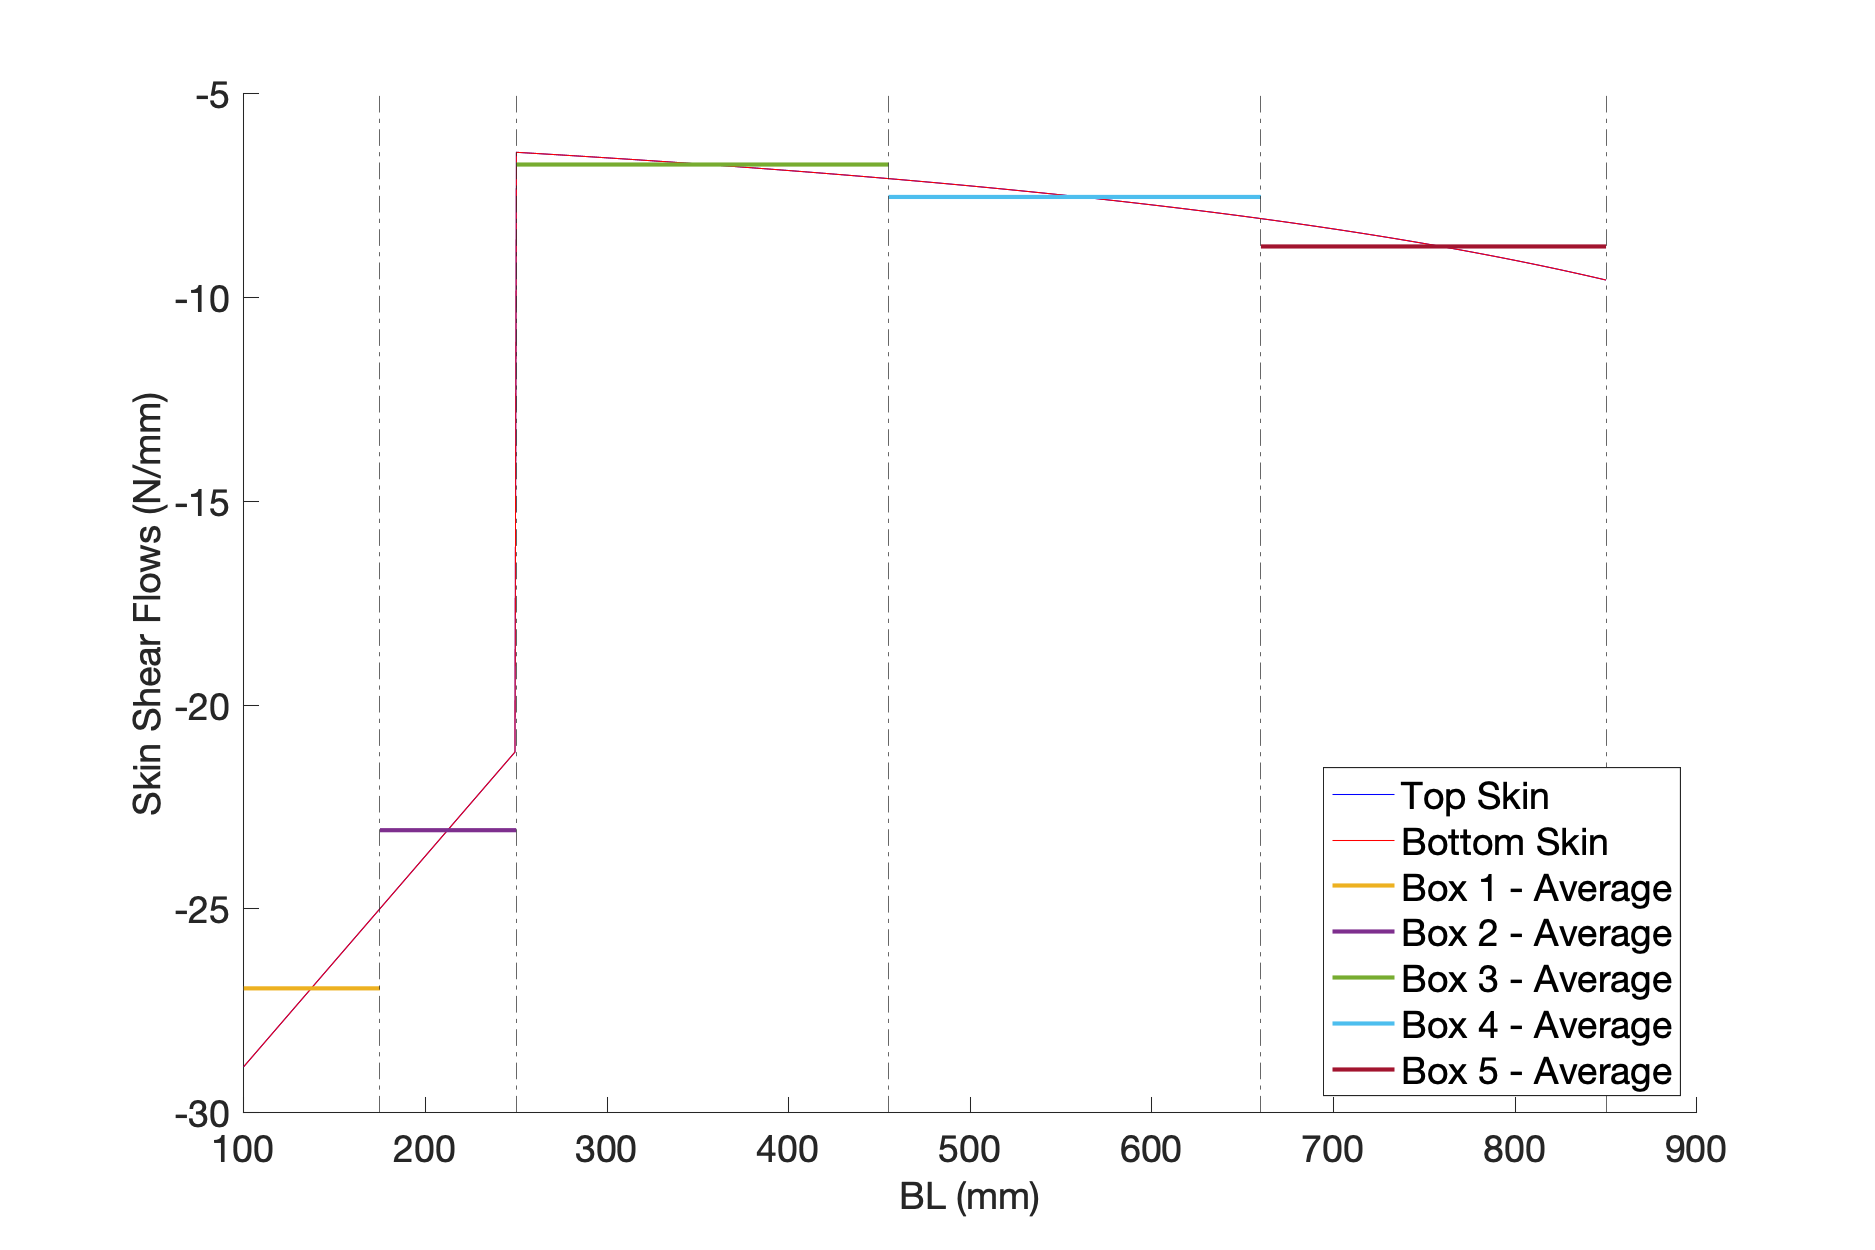 Skin Shear Flows (N/mm)
-5
-10
-15
-20
-25
-30
100 200 300 400 500 600 700 800 900
BL (mm)
Top Skin
Bottom Skin
Box 1 - Average
Box 2 - Average
Box 3 - Average
Box 4 - Average
Box 5 - Average